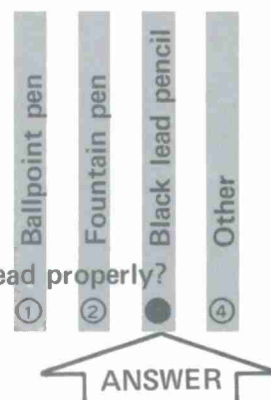 ① Ballpoint pen
② Fountain pen
Black lead pencil
④ Other
ead properly?
ANSWER